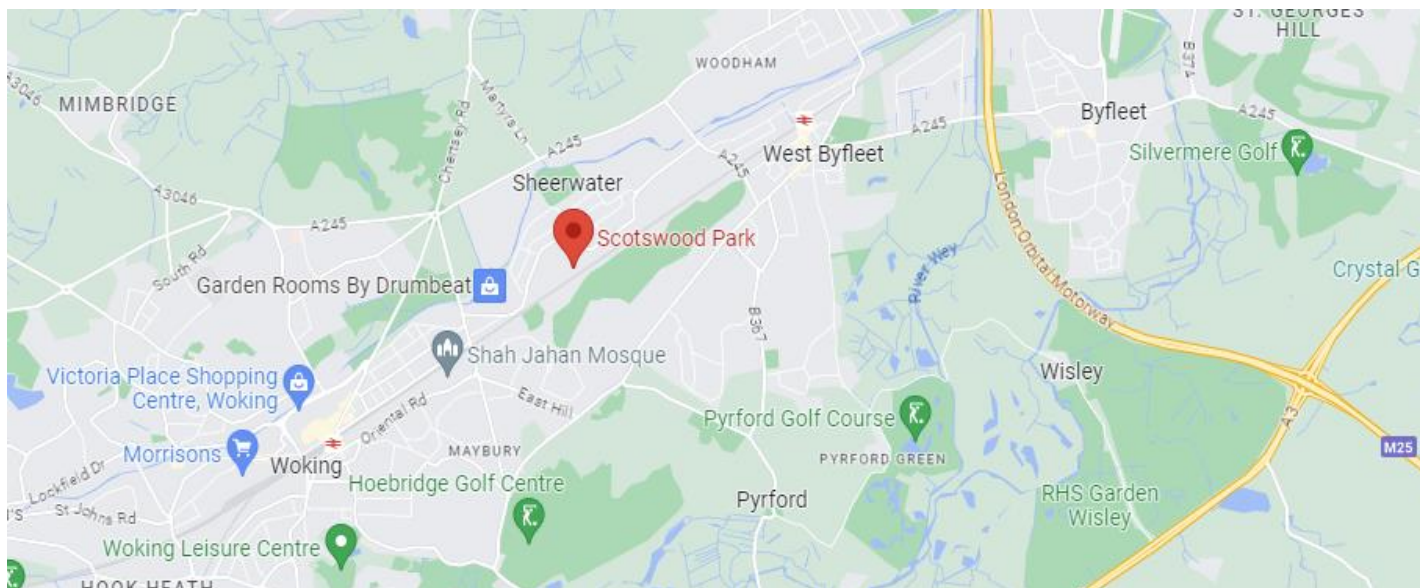 ST. GEORGES
HILL
WOODHAM
B374
A3046
MIMBRIDGE
Chertsey Rd
Martyrs Ln
A245
A245
Byfleet
A245
West Byfleet
Silvermere Golf
A245
Sheerwater
A3046
A245
Scotswood Park
London Orbital Motorway
River Wey
Crystal G
South Rd
Garden Rooms By Drumbeat
B367
Shah Jahan Mosque
Wisley
Victoria Place Shopping
Centre, Woking
East Hill
Oriental Rd
Pyrford Golf Course
A3
M25
Morrisons
MAYBURY
PYRFORD GREEN
Woking
Lockfield Dr
Hoebridge Golf Centre
Pyrford
RHS Garden
Wisley
St Johns Rd
Woking Leisure Centre
HOOK HEATH